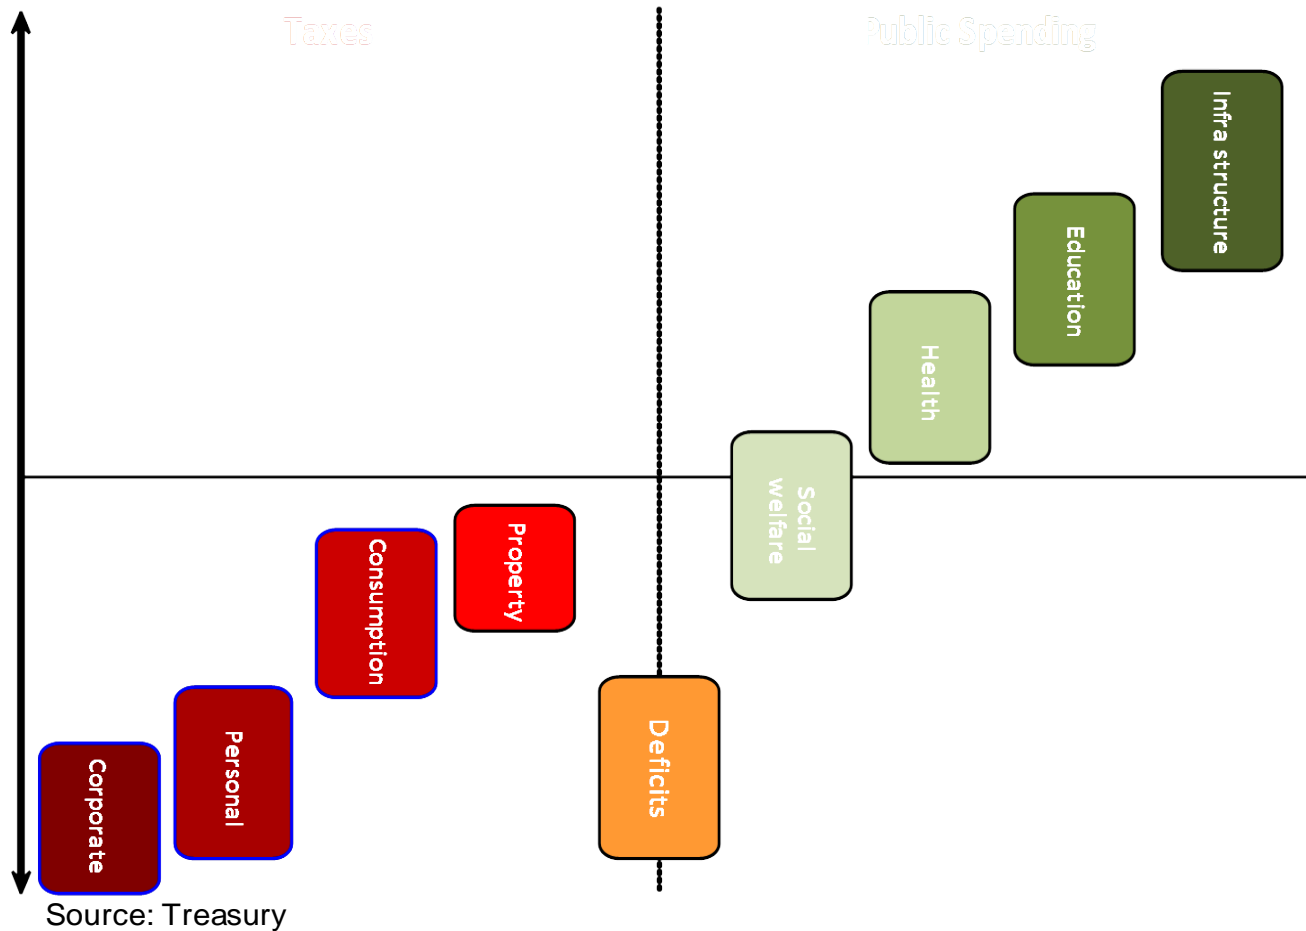 Taxes
Public Spending
Infra structure
Education
Health
Social
welfare
Property
Consumption
Deficits
Personal
Corporate
Source: Treasury